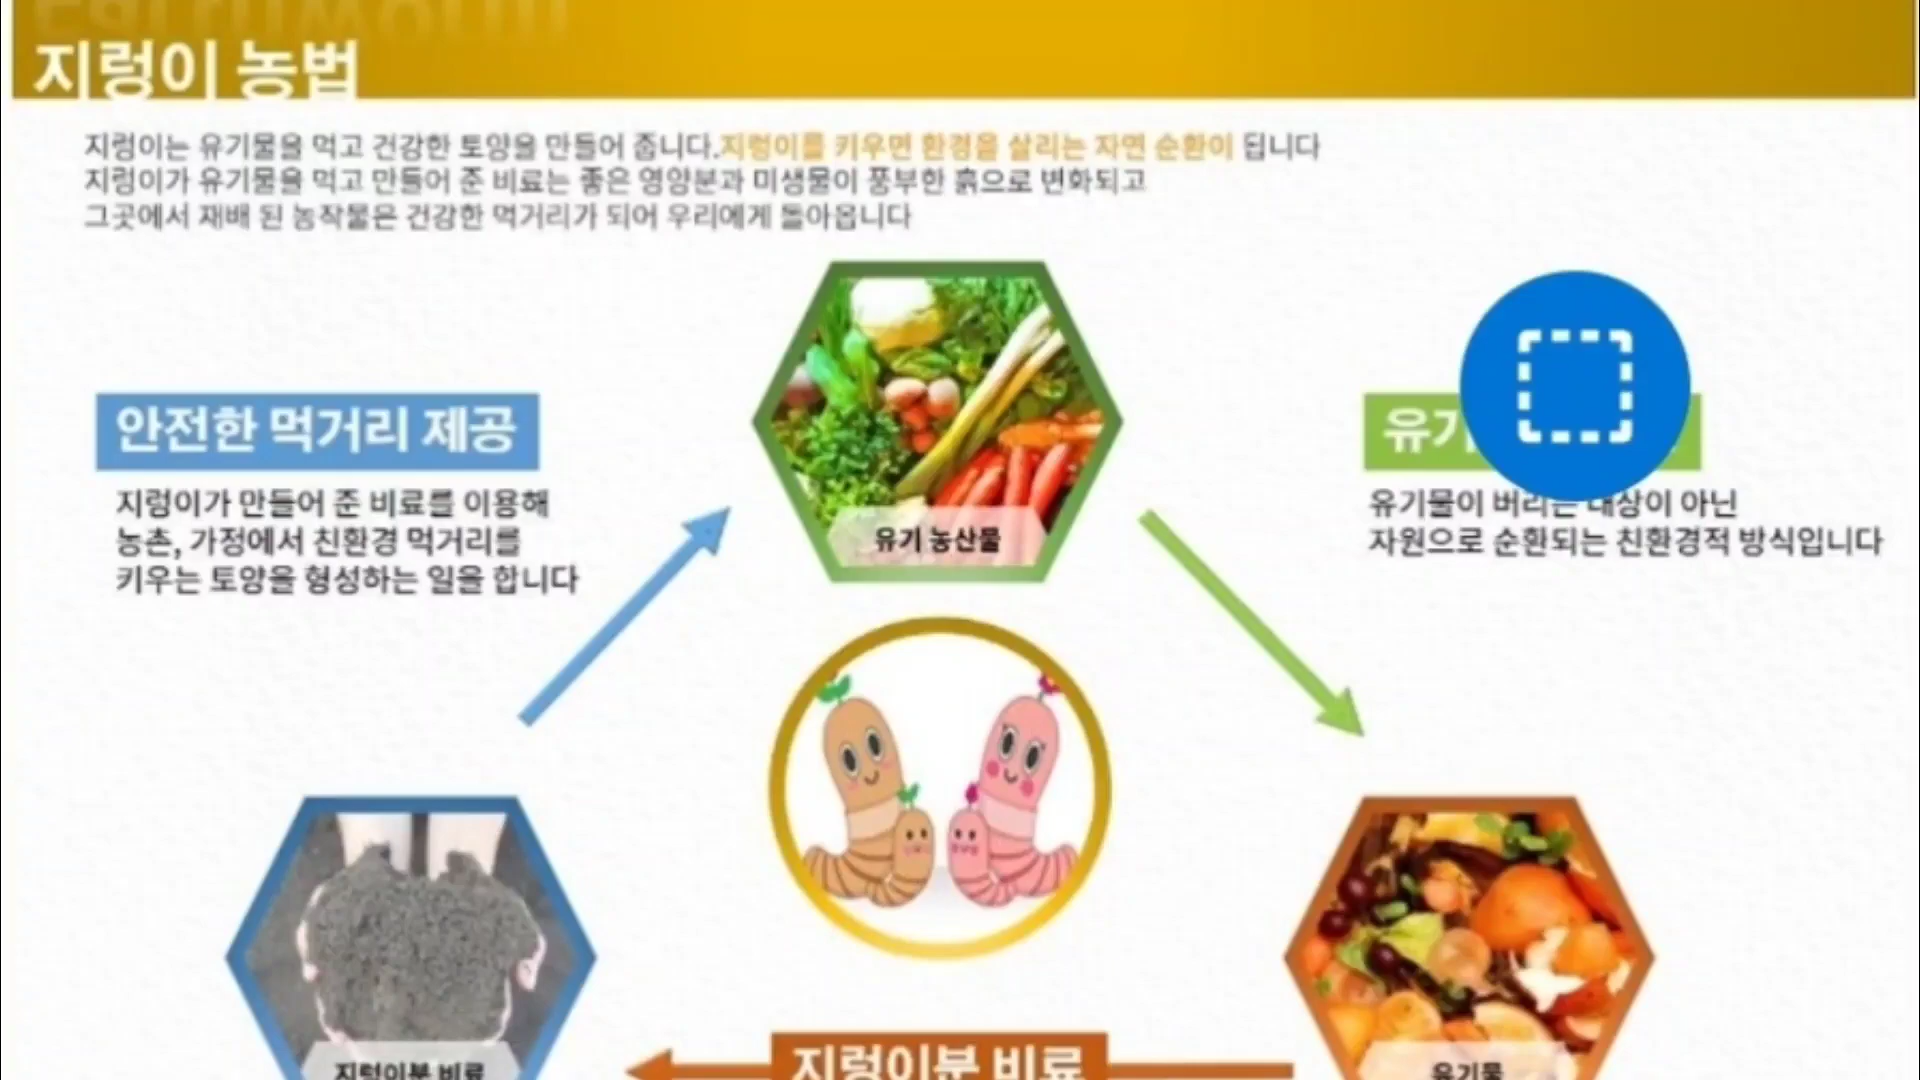 지렁이 농법
지렁이는 유기물을 먹고 건강한 토양을 만들어 줍니다.지렁이를 키우면 환경을 살리는 자연 순환이 됩니다
지렁이가 유기물을 먹고 만들어 준 비료는 좋은 영양분과 미생물이 풍부한 흙으로 변화되고
그곳에서 재배 된 농작물은 건강한 먹거리가 되어 우리에게 돌아옵니다
안전한 먹거리 제공
지렁이가 만들어 준 비료를 이용해
농촌, 가정에서 친환경 먹거리를
키우는 토양을 형성하는 일을 합니다
유기 농산물
유기물이 버리는 대상이 아닌
자원으로 순환되는 친환경적 방식입니다
지렁이분 비료
지렁이분 비료
유기물